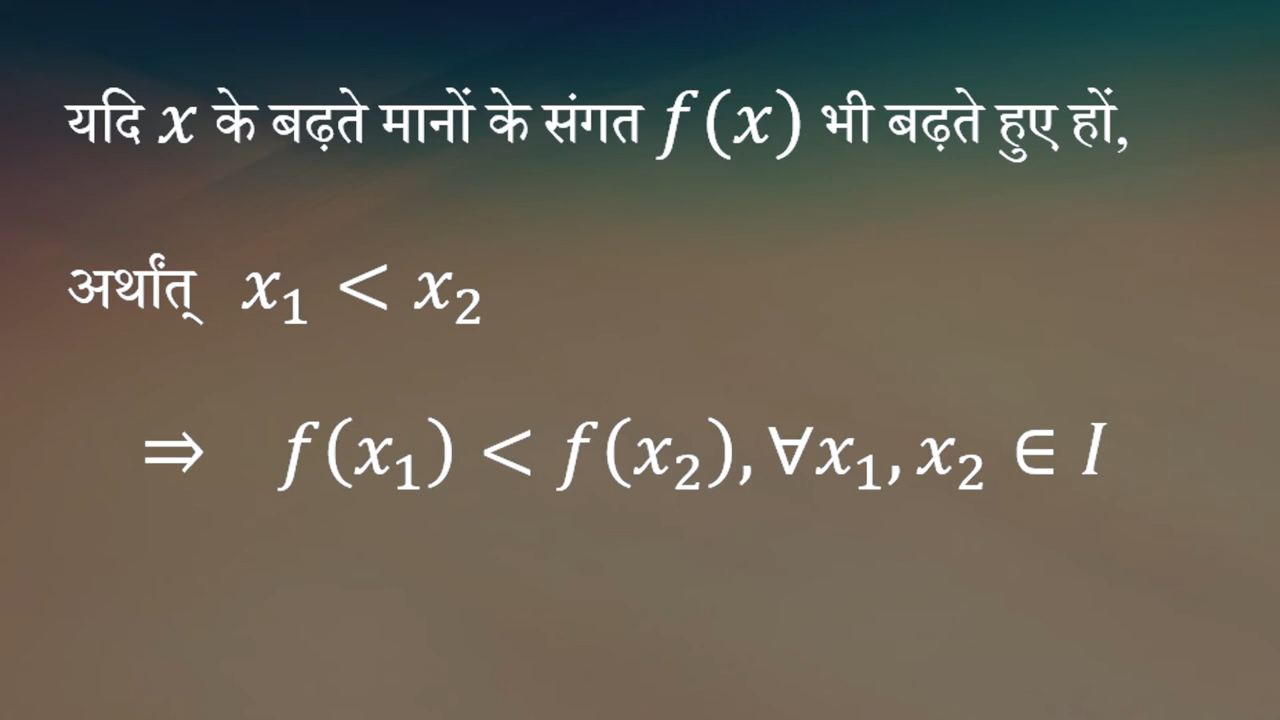 यदि 𝑥 के बढ़ते मानों के संगत 𝑓(𝑥) भी बढ़ते हुए हों,
अर्थांत् 𝑥₁ < 𝑥₂
⇒ 𝑓(𝑥₁) < 𝑓(𝑥₂), ∀𝑥₁, 𝑥₂ ∈ 𝐼